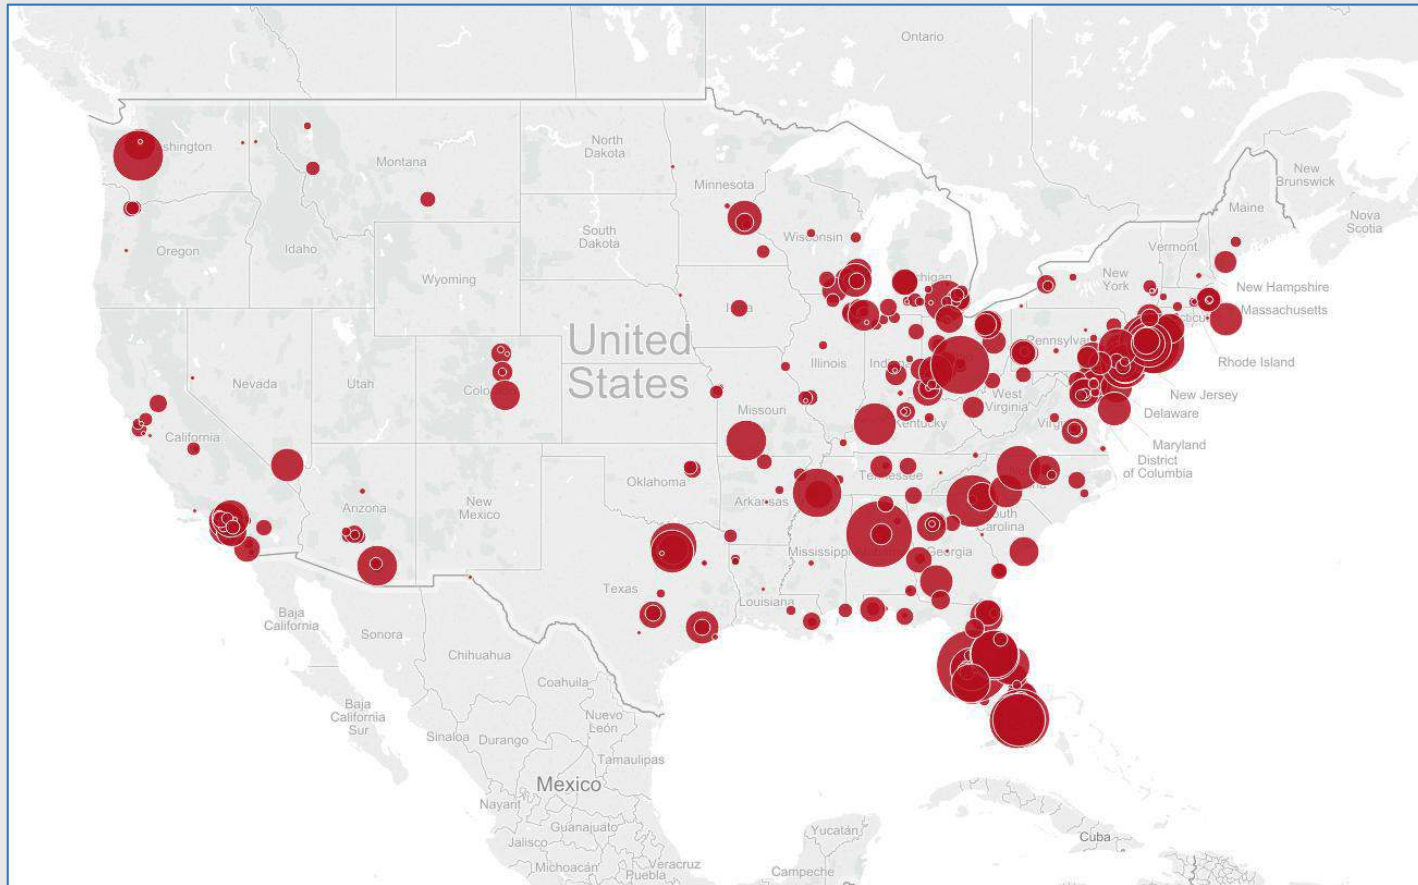 Ontario
North
Dakota
Montana
Minnesota
New
Brunswick
Maine
Nova
Scotia
South
Dakota
Oregon
Idaho
Vermont
Wyoming
New
York
New Hampshire
Massachusetts
United
States
Nevada
Utah
Illinois
Rhode Island
West
Virginia
New Jersey
Delaware
Missouri
California
Maryland
District
of Columbia
Oklahoma
Arkansas
Tennessee
Arizona
New
Mexico
Mississippi
Georgia
Texas
Louisiana
Baja
California
Sonora
Chihuahua
Coahuila
Baja
California
Sur
Nuevo
León
Sinaloa
Durango
Tamaulipas
Mexico
Nayarit
Guanajuato
Yucatán
Cuba
Jalisco
Michoacán
Veracruz
Puebla
Campeche